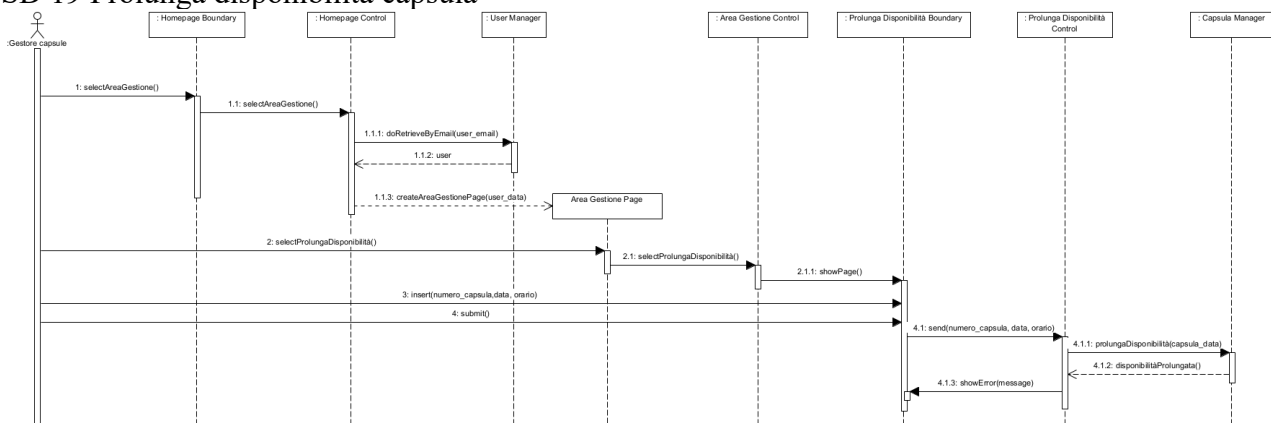 SD 19 Prolunga disponibilità capsula
: Homepage Boundary
: Homepage Control
: User Manager
: Area Gestione Control
: Prolunga Disponibilità Boundary
: Prolunga Disponibilità
Control
: Capsula Manager
:Gestore capsule
1: selectAreaGestione()
1.1: selectAreaGestione()
1.1.1: doRetrieveByEmail(user_email)
1.1.2: user
1.1.3: createAreaGestionePage(user_data)
Area Gestione Page
2: selectProlungaDisponibilità()
2.1: selectProlungaDisponibilità()
2.1.1: showPage()
3: insert(numero_capsula,data, orario)
4: submit()
4.1: send(numero_capsula, data, orario)
4.1.1: prolungaDisponibilità(capsula_data)
4.1.2: disponibilitàProlungata()
4.1.3: showError(message)